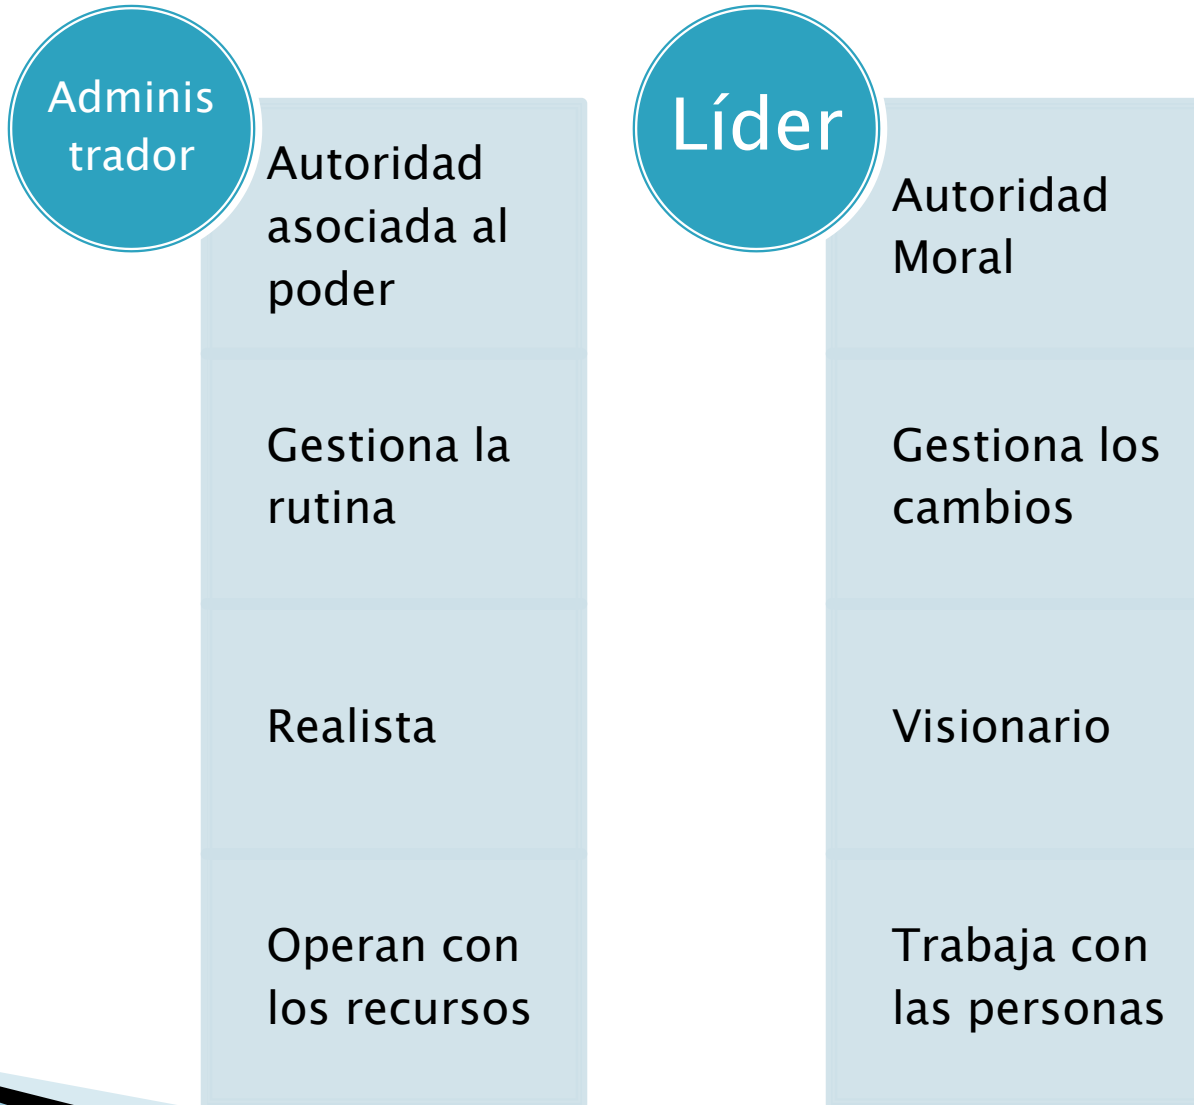 Adminis
trador
Autoridad
asociada al
poder
Gestiona la
rutina
Realista
Operan con
los recursos
Líder
Autoridad
Moral
Gestiona los
cambios
Visionario
Trabaja con
las personas